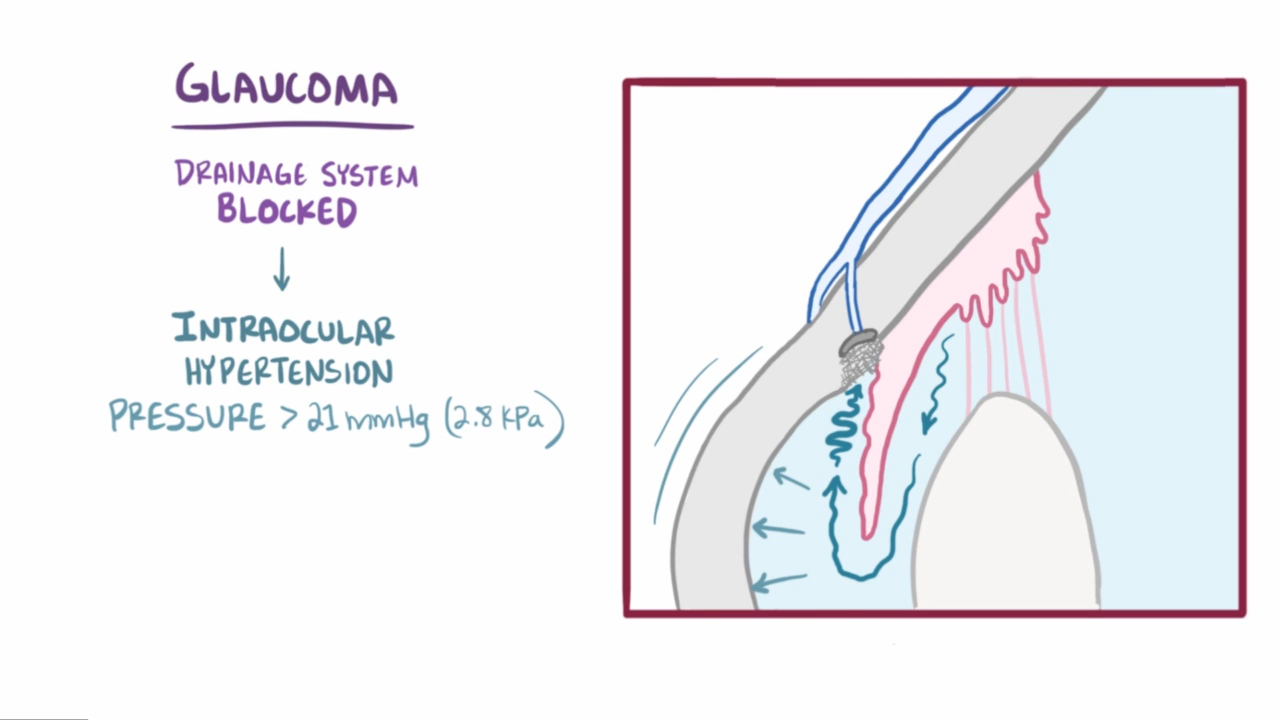 GLAUCOMA
DRAINAGE SYSTEM
BLOCKED
INTRAOCULAR
HYPERTENSION
PRESSURE > 21 mmHg (2.8 kPa)